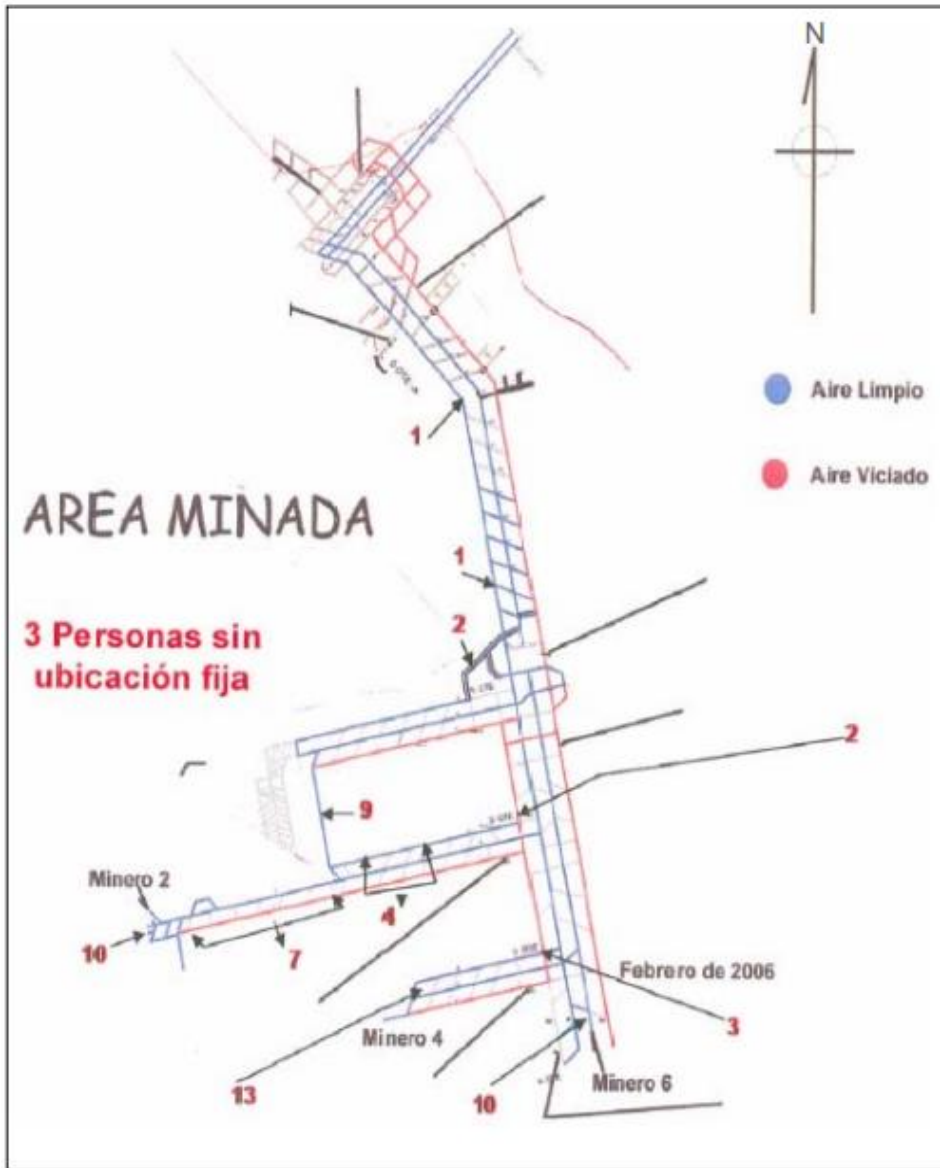 N
Aire Limpio
1
Aire Viciado
AREA MINADA
1
3 Personas sin
ubicación fija
2
2
9
Minero 2
4
10
7
Febrero de 2006
Minero 4
3
13
10
Minero 6